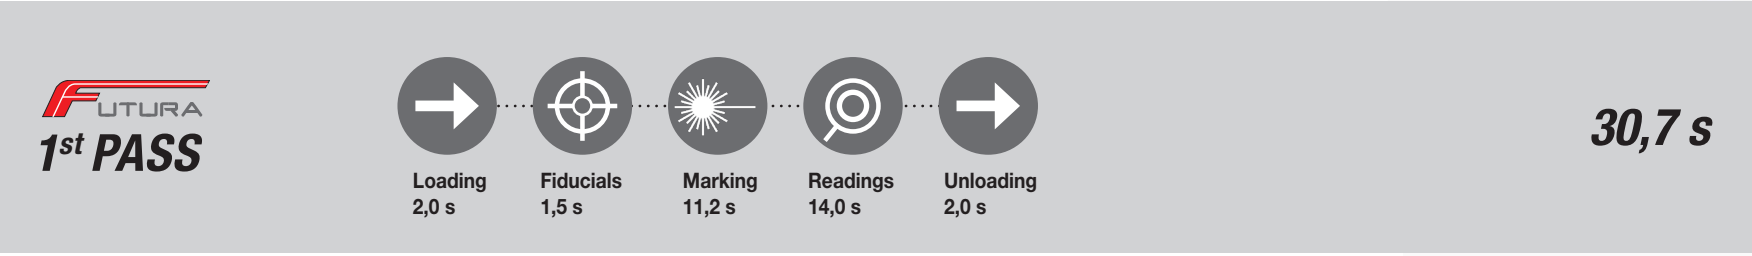 FUTURA
1st PASS
Loading
2,0 s
Fiducials
1,5 s
Marking
11,2 s
Readings
14,0 s
Unloading
2,0 s
30,7 s